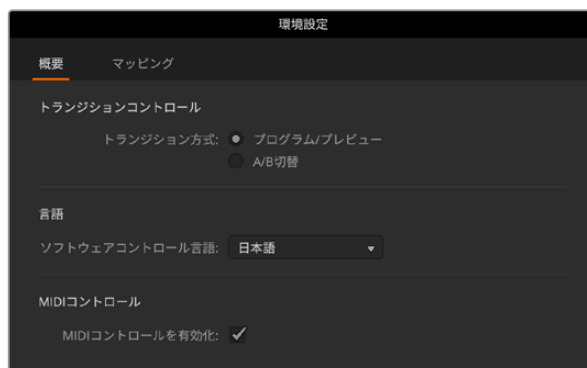 環境設定
概要 マッピング
トランジションコントロール
トランジション方式: プログラム/プレビュー
A/B切替
言語
ソフトウェアコントロール言語: 日本語
MIDIコントロール
MIDIコントロールを有効化: